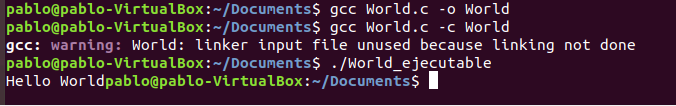 pablo@pablo-VirtualBox:~/Documents$ gcc World.c -o World
pablo@pablo-VirtualBox:~/Documents$ gcc World.c -c World
gcc: warning: World: linker input file unused because linking not done
pablo@pablo-VirtualBox:~/Documents$ ./World_ejecutable
Hello Worldpablo@pablo-VirtualBox:~/Documents$